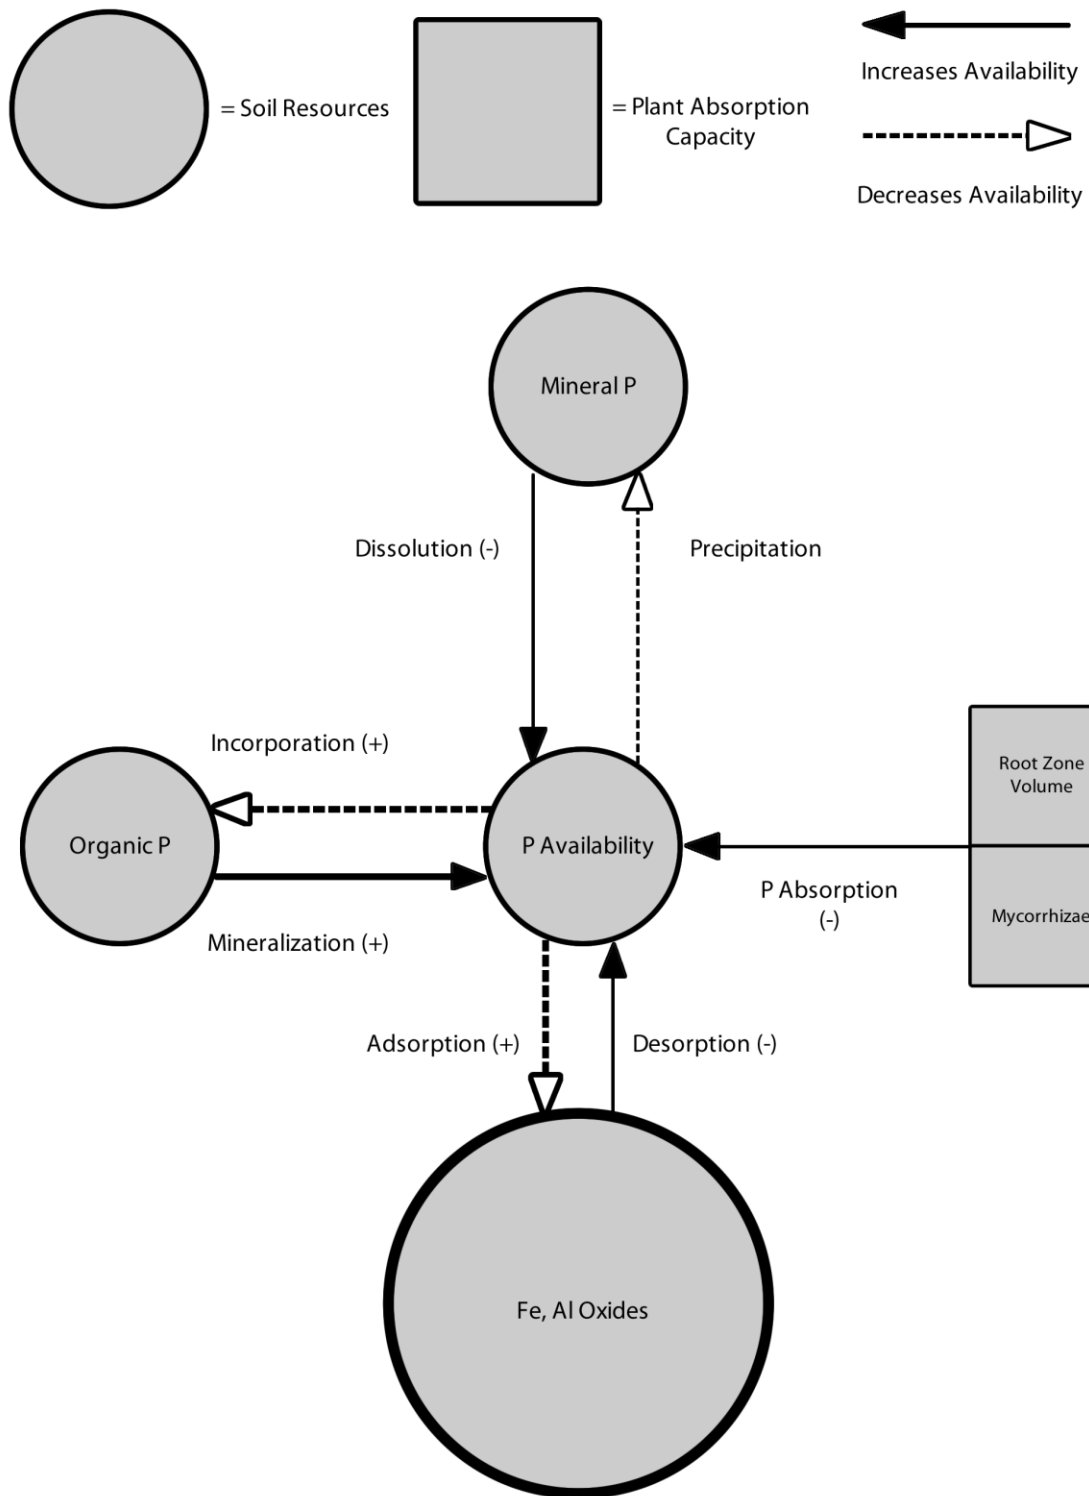 = Soil Resources
= Plant Absorption
Capacity
Increases Availability
Decreases Availability
Mineral P
Dissolution (-)
Precipitation
Incorporation (+)
Root Zone
Volume
Organic P
P Availability
P Absorption
(-)
Mycorrhizae
Mineralization (+)
Adsorption (+)
Desorption (-)
Fe, Al Oxides